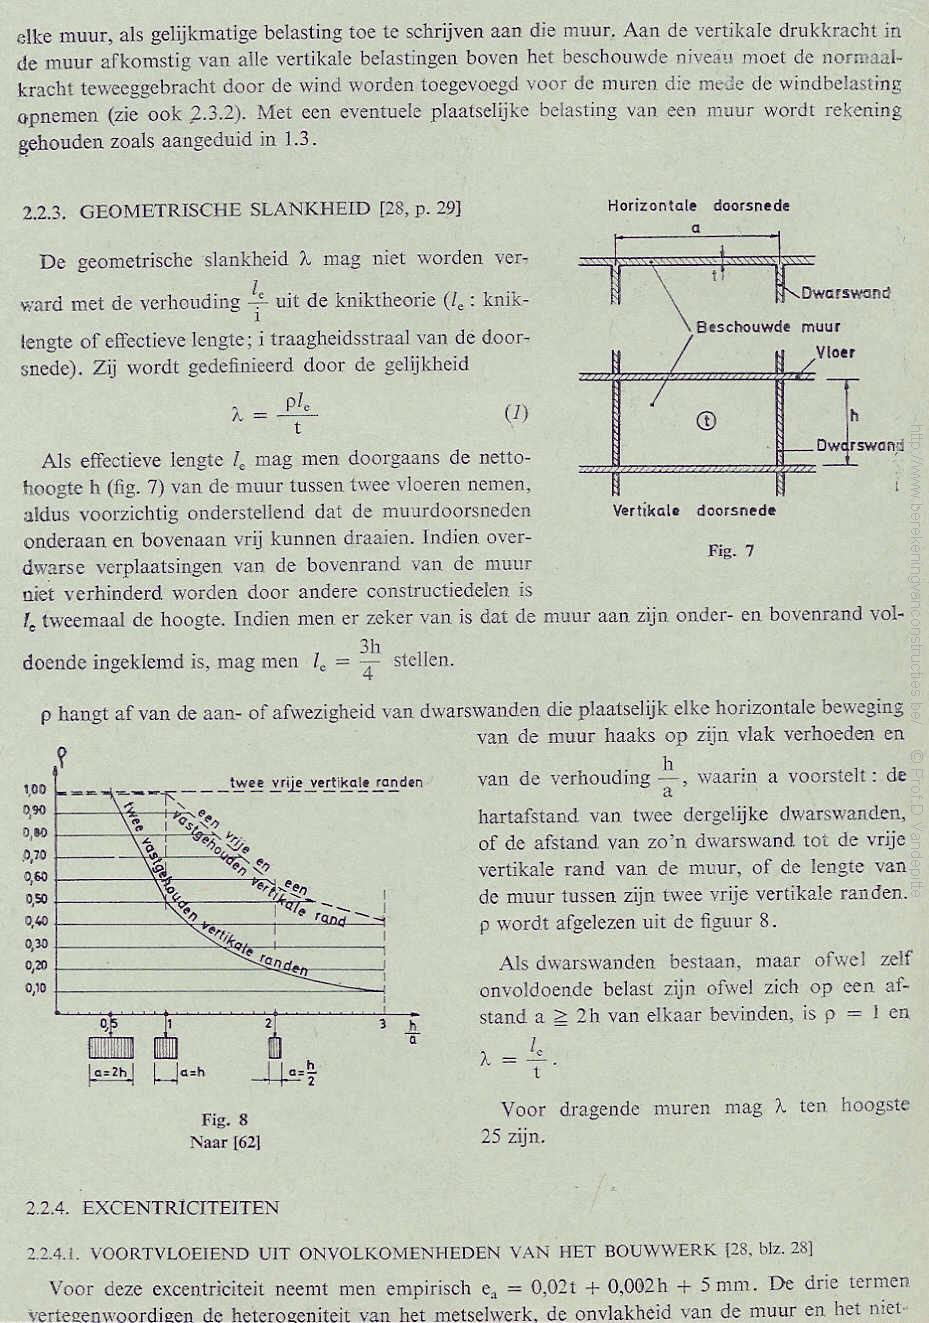 elke muur, als gelijkmatige belasting toe te schrijven aan die muur. Aan de vertikale drukkracht in
de muur afkomstig van alle vertikale belastingen boven het beschouwde niveau moet de normaal-
kracht teweeggebracht door de wind worden toegevoegd voor de muren die mede de windbelasting
opnemen (zie ook 2.3.2). Met een eventuele plaatselijke belasting van een muur wordt rekening
gehouden zoals aangeduid in 1.3.
2.2.3. GEOMETRISCHE SLANKHEID [28, p. 29]
De geometrische slankheid λ mag niet worden ver-
ward met de verhouding l_e/i uit de kniktheorie (l_e : knik-
lengte of effectieve lengte; i traagheidsstraal van de door-
snede). Zij wordt gedefinieerd door de gelijkheid
λ = ρl_e/t (1)
Als effectieve lengte l_e mag men doorgaans de netto-
hoogte h (fig. 7) van de muur tussen twee vloeren nemen,
aldus voorzichtig onderstellend dat de muurdoorsneden
onderaan en bovenaan vrij kunnen draaien. Indien over-
dwarse verplaatsingen van de bovenrand van de muur
niet verhinderd worden door andere constructiedelen is
l_e tweemaal de hoogte. Indien men er zeker van is dat de muur aan zijn onder- en bovenrand vol-
doende ingeklemd is, mag men l_e = 3h/4 stellen.
Horizontale doorsnede
a
t
Dwarswand
Beschouwde muur
Vloer
h
t
Dwarswand
Vertikale doorsnede
Fig. 7
ρ hangt af van de aan- of afwezigheid van dwarswanden die plaatselijk elke horizontale beweging
van de muur haaks op zijn vlak verhoeden en
van de verhouding h/a, waarin a voorstelt : de
hartafstand van twee dergelijke dwarswanden,
of de afstand van zo'n dwarswand tot de vrije
vertikale rand van de muur, of de lengte van
de muur tussen zijn twee vrije vertikale randen.
ρ wordt afgelezen uit de figuur 8.
Als dwarswanden bestaan, maar ofwel zelf
onvoldoende belast zijn ofwel zich op een af-
stand a ≧ 2h van elkaar bevinden, is ρ = 1 en
λ = l_e/t.
Voor dragende muren mag λ ten hoogste
25 zijn.
ρ
1,00
0,90
0,80
0,70
0,60
0,50
0,40
0,30
0,20
0,10
twee vrije vertikale randen
een vrije en een
vastgehouden vertikale rand
twee vastgehouden vertikale randen
0,5 1 2 3 h/a
a=2h a=h a=h/2
Fig. 8
Naar [62]
2.2.4. EXCENTRICITEITEN
2.2.4.1. VOORTVLOEIEND UIT ONVOLKOMENHEDEN VAN HET BOUWWERK [28, blz. 28]
Voor deze excentriciteit neemt men empirisch e_a = 0,02t + 0,002h + 5 mm. De drie termen
vertegenwoordigen de heterogeniteit van het metselwerk, de onvlakheid van de muur en het niet-
http://www.berekeningvanconstructies.be/ © Prof.D.Vandepitte